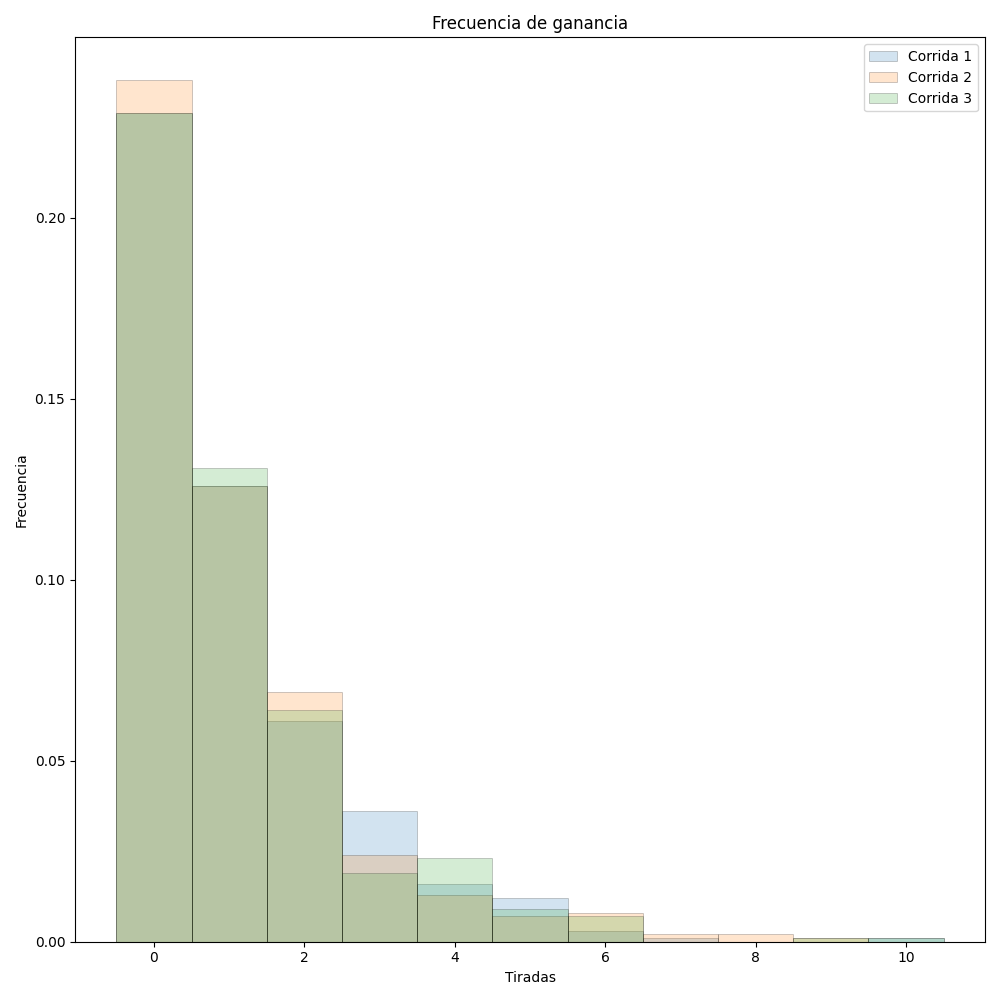 Frecuencia de ganancia
Corrida 1
Corrida 2
Corrida 3
Frecuencia
0.20
0.15
0.10
0.05
0.00
0 2 4 6 8 10
Tiradas